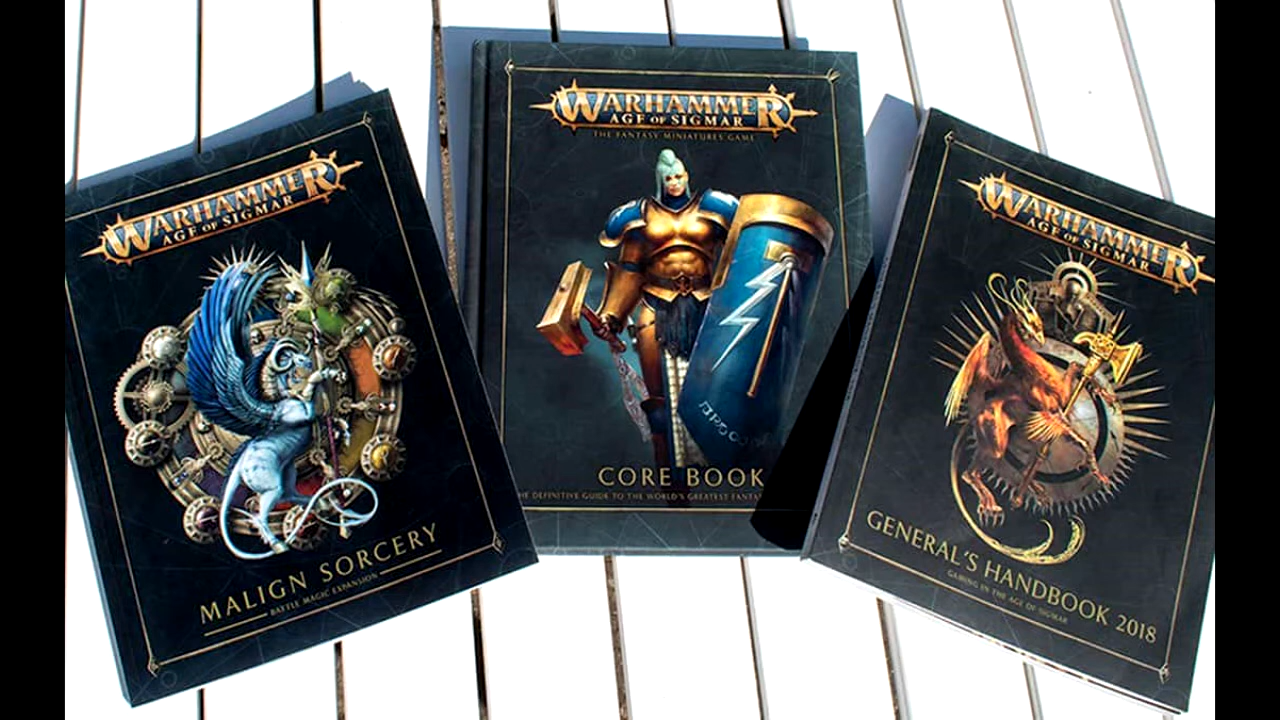 WARHAMMER
AGE OF SIGMAR
MALIGN SORCERY
BATTLE MAGIC EXPANSION
WARHAMMER
AGE OF SIGMAR
THE FANTASY MINIATURES GAME
CORE BOOK
THE DEFINITIVE GUIDE TO THE WORLD'S GREATEST
WARHAMMER
AGE OF SIGMAR
GENERAL'S HANDBOOK 2018
GAMING IN THE AGE OF SIGMAR